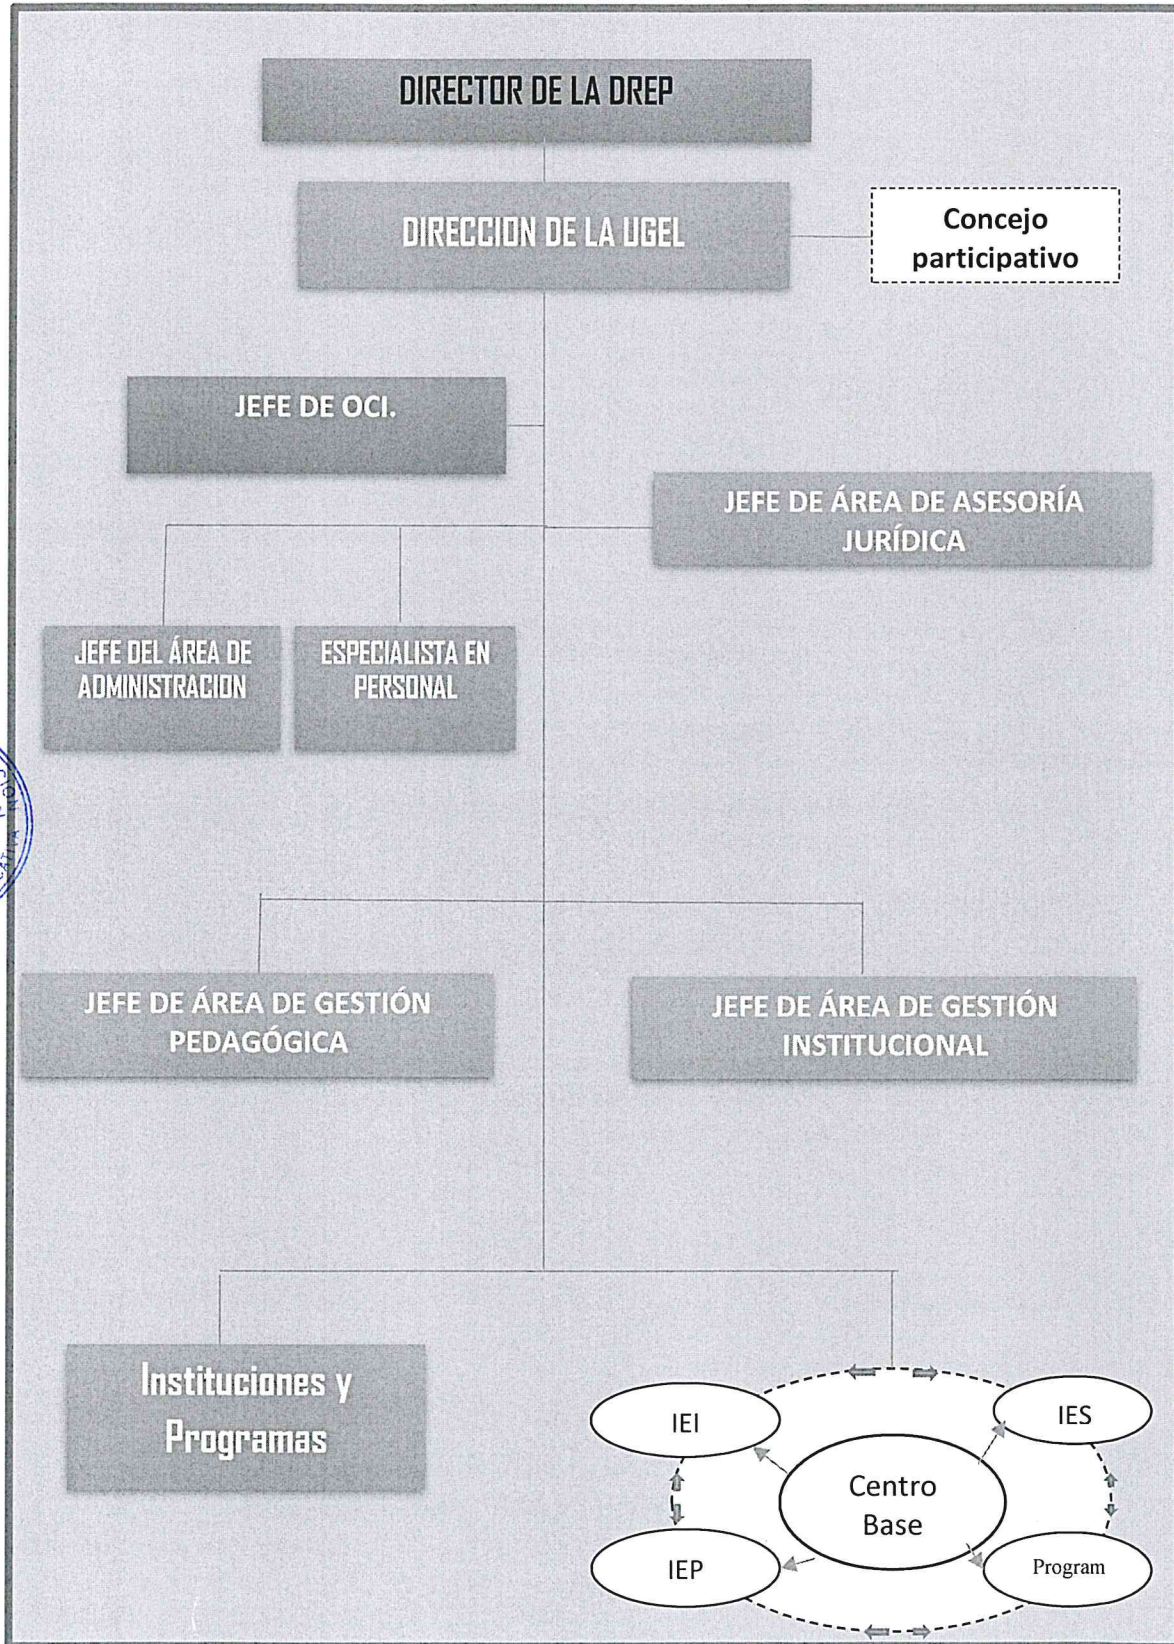 DIRECTOR DE LA DREP
DIRECCION DE LA UGEL
Concejo
participativo
JEFE DE OCI.
JEFE DE ÁREA DE ASESORÍA
JURÍDICA
JEFE DEL ÁREA DE
ADMINISTRACION
ESPECIALISTA EN
PERSONAL
JEFE DE ÁREA DE GESTIÓN
PEDAGÓGICA
JEFE DE ÁREA DE GESTIÓN
INSTITUCIONAL
Instituciones y
Programas
IEI
IES
Centro
Base
IEP
Program